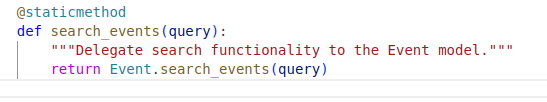 @staticmethod
def search_events(query):
    """Delegate search functionality to the Event model."""
    return Event.search_events(query)